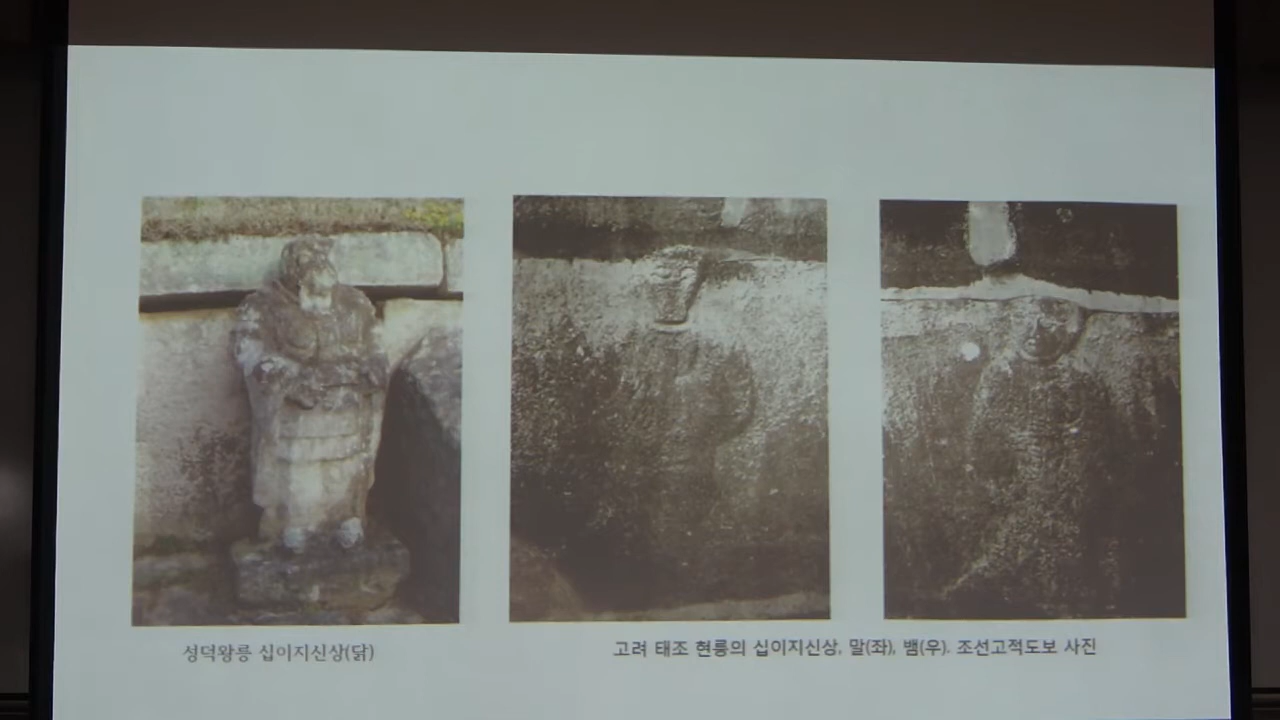 성덕왕릉 십이지신상(닭)
고려 태조 현릉의 십이지신상, 말(좌), 뱀(우). 조선고적도보 사진